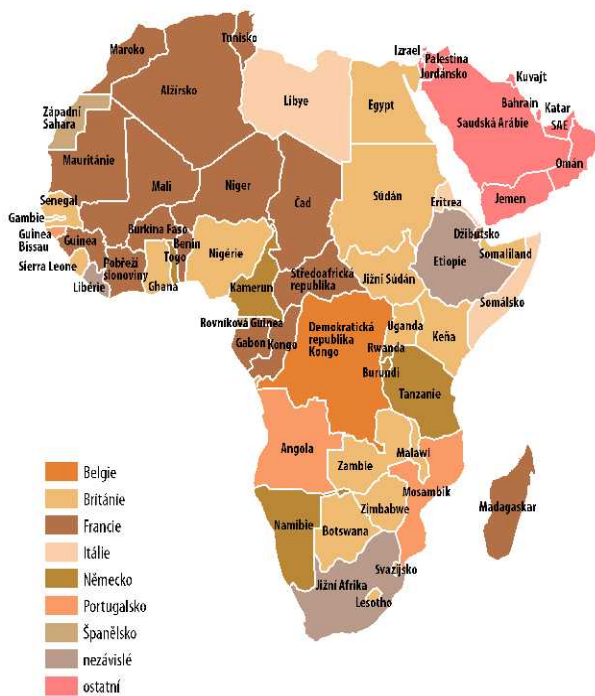 Maroko
Tunisko
Alžírsko
Libye
Egypt
Izrael
Palestina
Jordánsko
Kuvajt
Bahrain
Katar
SAE
Saudská Arábie
Omán
Jemen
Západní
Sahara
Mauritánie
Mali
Niger
Čad
Súdán
Eritrea
Džibutsko
Somaliland
Etiopie
Somálsko
Senegal
Gambie
Guinea
Bissau
Guinea
Sierra Leone
Libérie
Pobřeží
slonoviny
Burkina Faso
Ghana
Togo
Benin
Nigérie
Kamerun
Středoafrická
republika
Jižní Súdán
Rovníková Guinea
Gabon
Kongo
Demokratická
republika
Kongo
Uganda
Keňa
Rwanda
Burundi
Tanzanie
Angola
Zambie
Malawi
Mosambik
Zimbabwe
Madagaskar
Namibie
Botswana
Svazijsko
Jižní Afrika
Lesotho
Belgie
Británie
Francie
Itálie
Německo
Portugalsko
Španělsko
nezávislé
ostatní